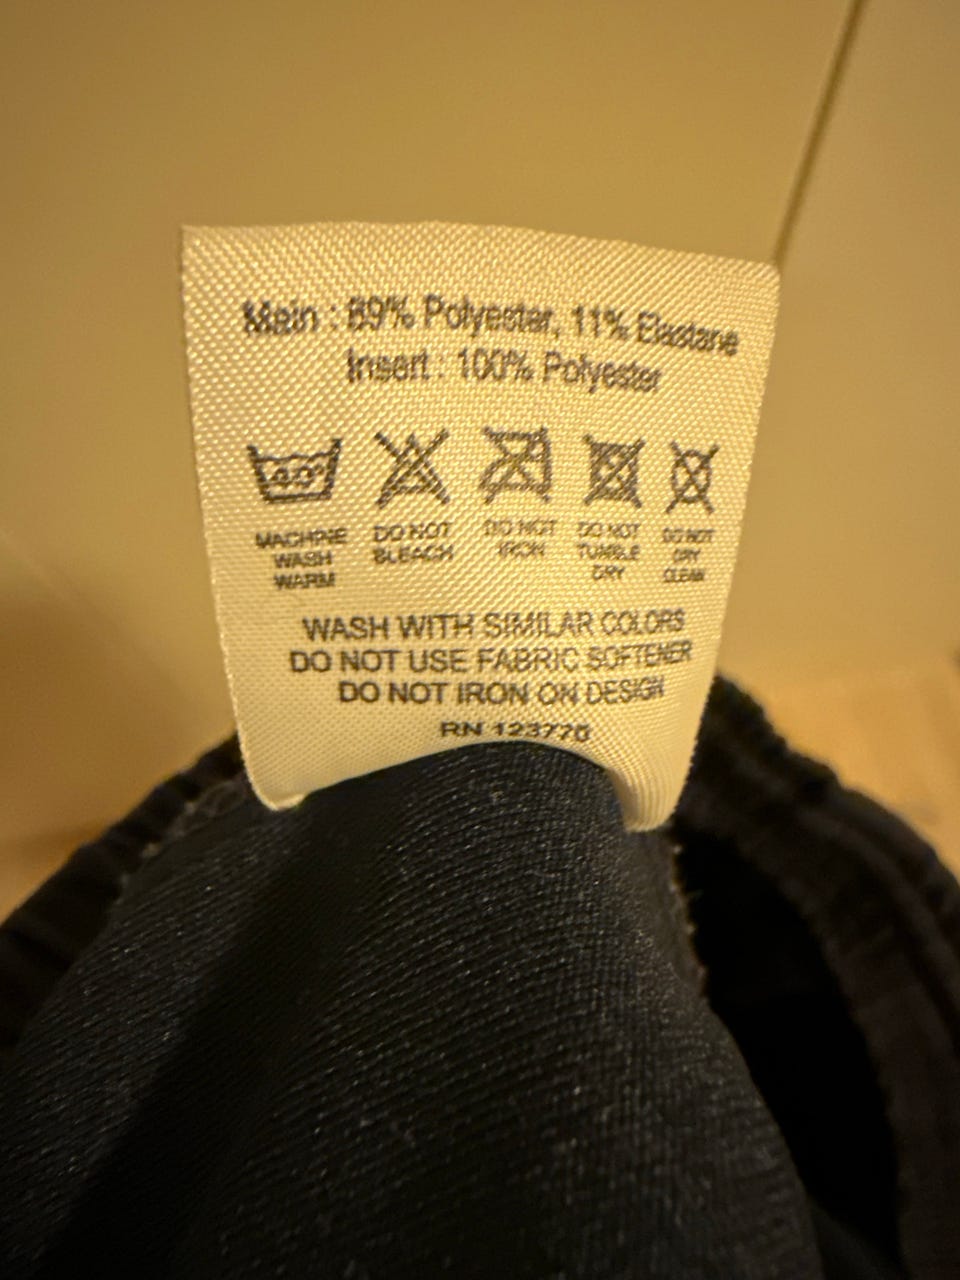 Main : 89% Polyester, 11% Elastane
Insert : 100% Polyester
MACHINE WASH WARM
DO NOT BLEACH
DO NOT IRON
DO NOT TUMBLE DRY
DO NOT DRY CLEAN
WASH WITH SIMILAR COLORS
DO NOT USE FABRIC SOFTENER
DO NOT IRON ON DESIGN
RN 123770